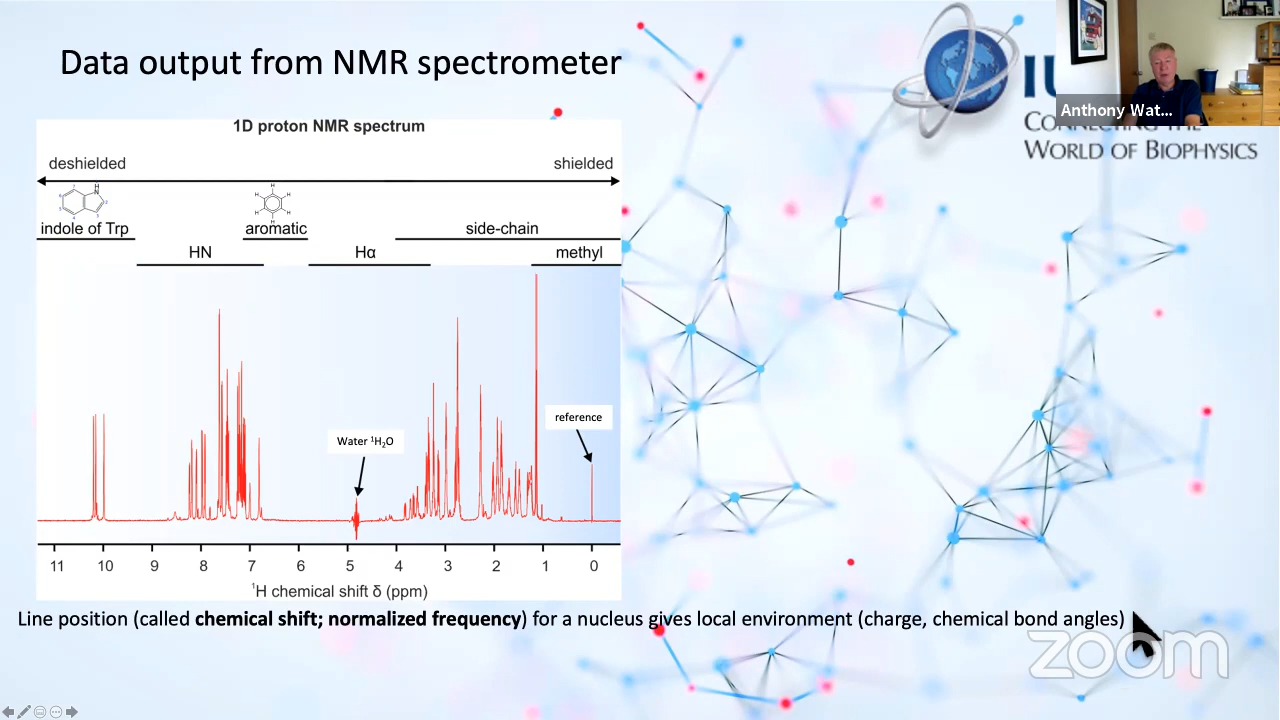 Data output from NMR spectrometer
Anthony Wat...
CONNECTING THE
WORLD OF BIOPHYSICS
1D proton NMR spectrum
deshielded shielded
indole of Trp aromatic side-chain
HN Hα methyl
reference
Water ¹H₂O
11 10 9 8 7 6 5 4 3 2 1 0
¹H chemical shift δ (ppm)
Line position (called chemical shift; normalized frequency) for a nucleus gives local environment (charge, chemical bond angles)
zoom